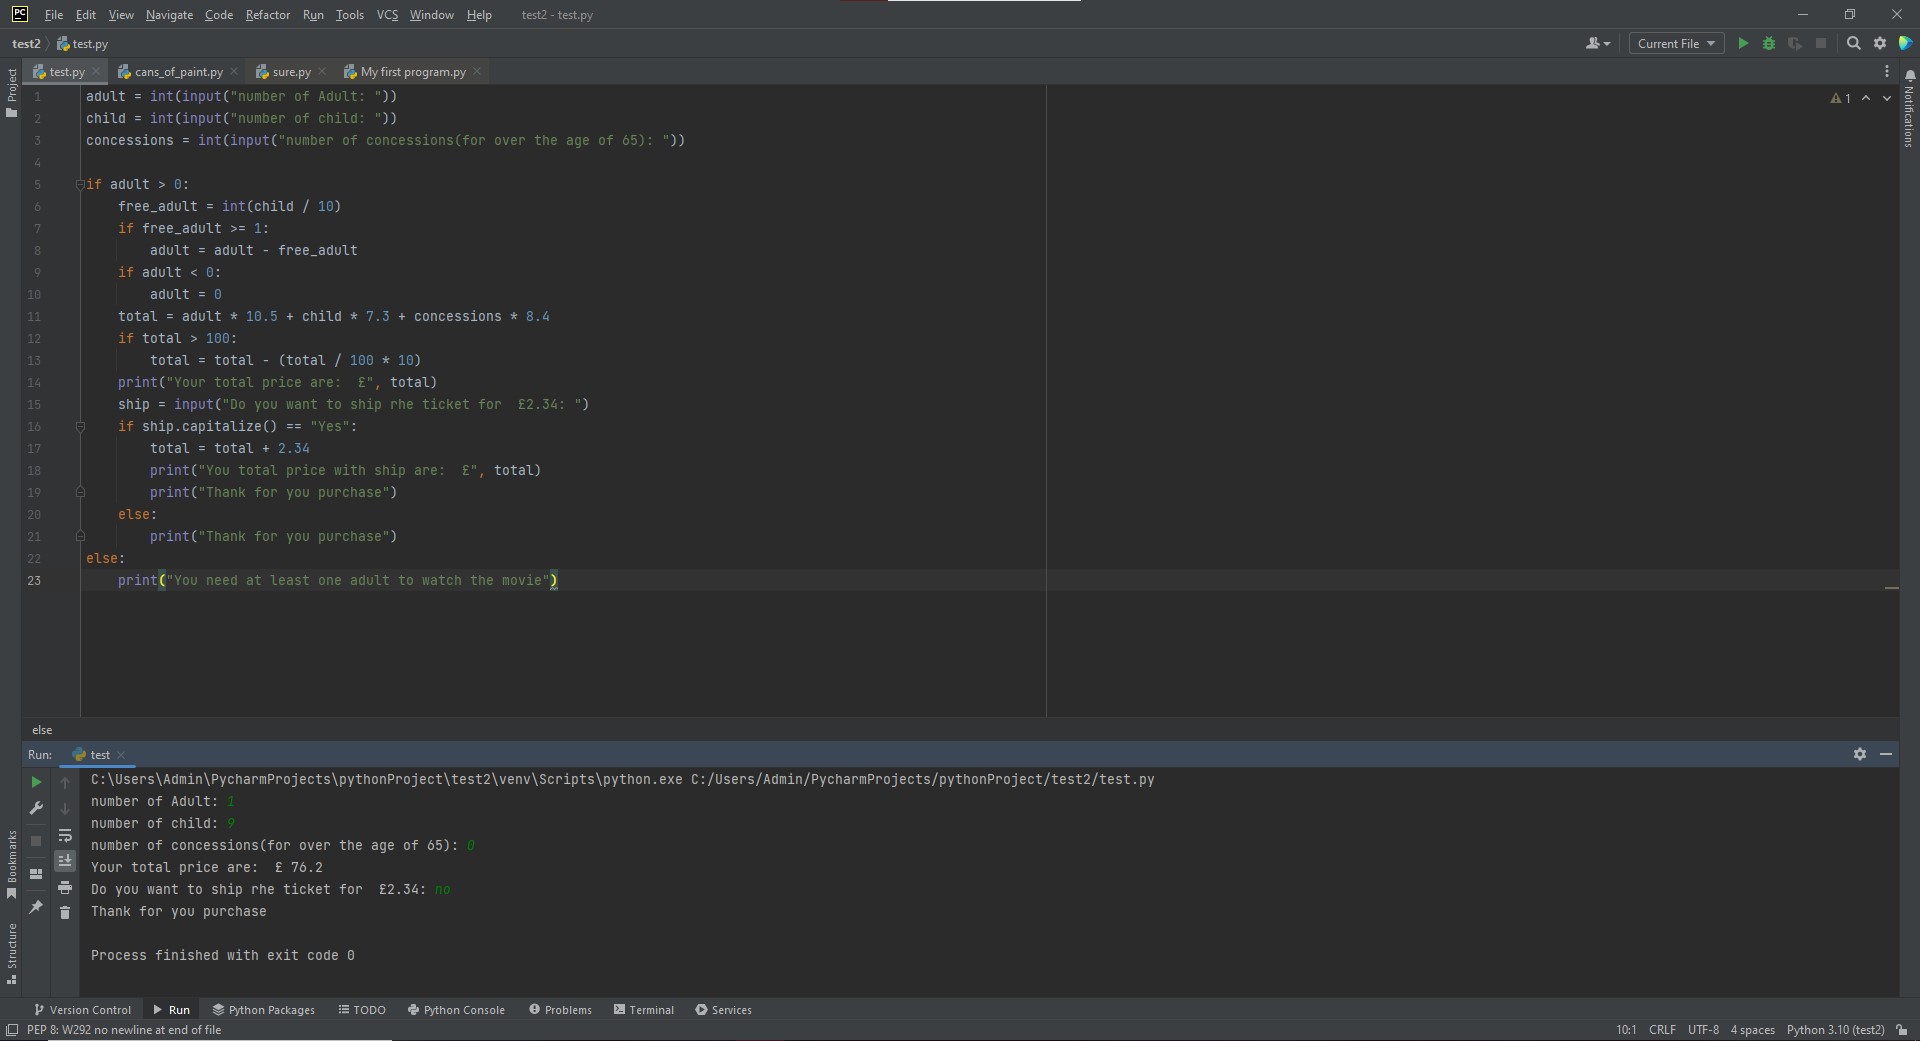 PC File Edit View Navigate Code Refactor Run Tools VCS Window Help test2 - test.py
test2 test.py Current File
test.py cans_of_paint.py sure.py My first program.py
Project
Notifications
1 adult = int(input("number of Adult: ")) 1
2 child = int(input("number of child: "))
3 concessions = int(input("number of concessions(for over the age of 65): "))
4
5 if adult > 0:
6 free_adult = int(child / 10)
7 if free_adult >= 1:
8 adult = adult - free_adult
9 if adult < 0:
10 adult = 0
11 total = adult * 10.5 + child * 7.3 + concessions * 8.4
12 if total > 100:
13 total = total - (total / 100 * 10)
14 print("Your total price are:  £", total)
15 ship = input("Do you want to ship rhe ticket for  £2.34: ")
16 if ship.capitalize() == "Yes":
17 total = total + 2.34
18 print("You total price with ship are:  £", total)
19 print("Thank for you purchase")
20 else:
21 print("Thank for you purchase")
22 else:
23 print("You need at least one adult to watch the movie")
else
Run: test
C:\Users\Admin\PycharmProjects\pythonProject\test2\venv\Scripts\python.exe C:/Users/Admin/PycharmProjects/pythonProject/test2/test.py
number of Adult: 1
number of child: 9
number of concessions(for over the age of 65): 0
Your total price are:  £ 76.2
Do you want to ship rhe ticket for  £2.34: no
Thank for you purchase
Process finished with exit code 0
Bookmarks
Structure
Version Control Run Python Packages TODO Python Console Problems Terminal Services
PEP 8: W292 no newline at end of file 10:1 CRLF UTF-8 4 spaces Python 3.10 (test2)